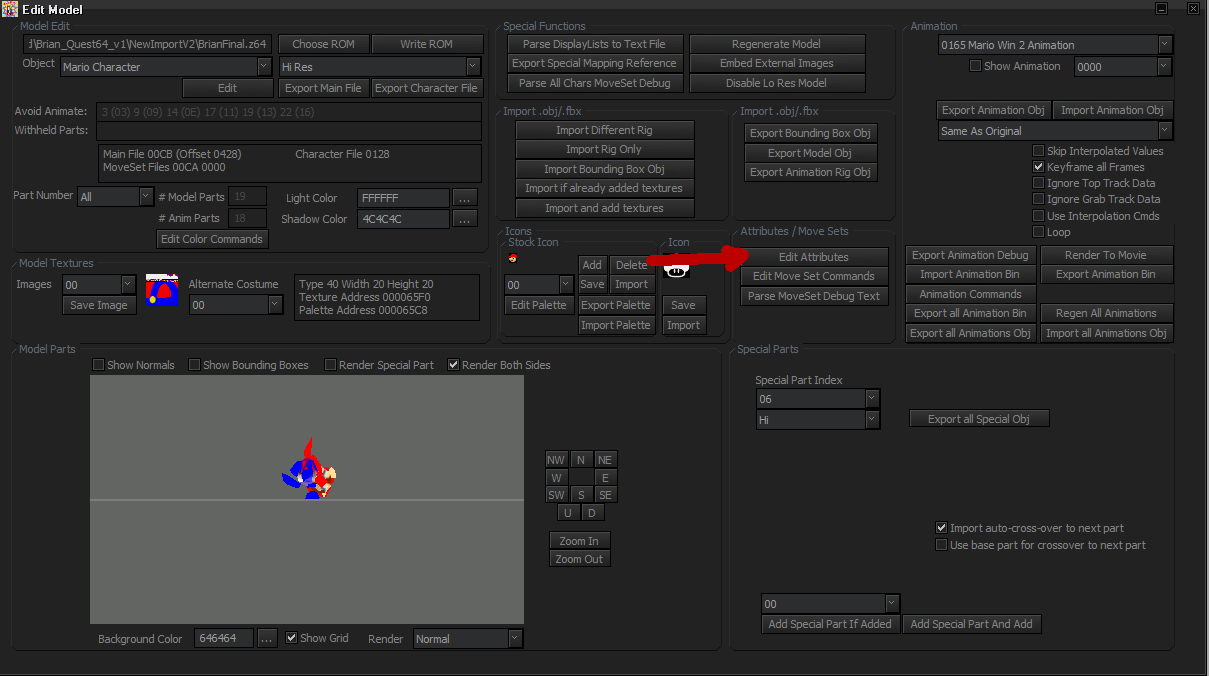 Edit Model
Model Edit
d\Brian_Quest64_v1\NewImportV2\BrianFinal.z64
Choose ROM
Write ROM
Object
Mario Character
Hi Res
Edit
Export Main File
Export Character File
Avoid Animate:
3 (03) 9 (09) 14 (0E) 17 (11) 19 (13) 22 (16)
Withheld Parts:
Main File 00CB (Offset 0428)
Character File 0128
MoveSet Files 00CA 0000
Part Number
All
# Model Parts
19
Light Color
FFFFFF
...
# Anim Parts
18
Shadow Color
4C4C4C
...
Edit Color Commands
Model Textures
Images
00
Alternate Costume
Save Image
00
Type 40 Width 20 Height 20
Texture Address 000065F0
Palette Address 000065C8
Special Functions
Parse DisplayLists to Text File
Regenerate Model
Export Special Mapping Reference
Embed External Images
Parse All Chars MoveSet Debug
Disable Lo Res Model
Import .obj/.fbx
Import Different Rig
Import Rig Only
Import Bounding Box Obj
Import if already added textures
Import and add textures
Import .obj/.fbx
Export Bounding Box Obj
Export Model Obj
Export Animation Rig Obj
Icons
Stock Icon
Add
Delete
00
Save
Import
Edit Palette
Export Palette
Import Palette
Icon
Save
Import
Attributes / Move Sets
Edit Attributes
Edit Move Set Commands
Parse MoveSet Debug Text
Animation
0165 Mario Win 2 Animation
Show Animation
0000
Export Animation Obj
Import Animation Obj
Same As Original
Skip Interpolated Values
Keyframe all Frames
Ignore Top Track Data
Ignore Grab Track Data
Use Interpolation Cmds
Loop
Export Animation Debug
Render To Movie
Import Animation Bin
Export Animation Bin
Animation Commands
Export all Animation Bin
Regen All Animations
Export all Animations Obj
Import all Animations Obj
Model Parts
Show Normals
Show Bounding Boxes
Render Special Part
Render Both Sides
NW
N
NE
W
E
SW
S
SE
U
D
Zoom In
Zoom Out
Background Color
646464
...
Show Grid
Render
Normal
Special Parts
Special Part Index
06
Hi
Export all Special Obj
Import auto-cross-over to next part
Use base part for crossover to next part
00
Add Special Part If Added
Add Special Part And Add